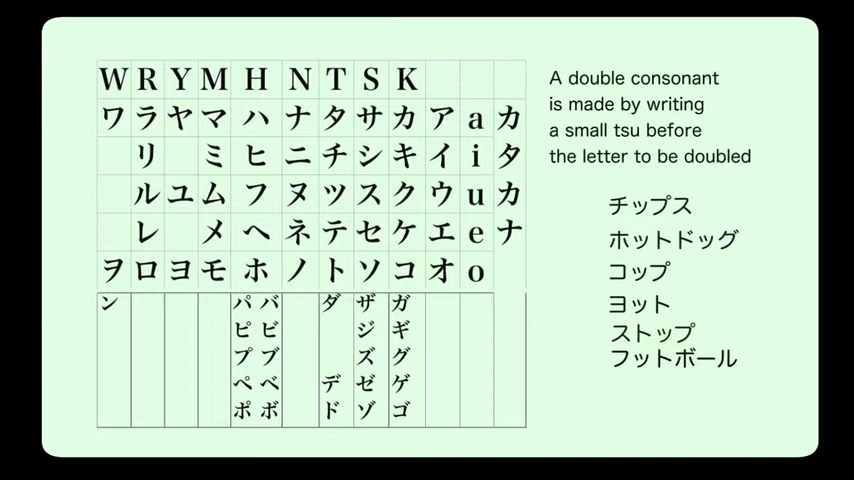 W R Y M H N T S K
ワ ラ ヤ マ ハ ナ タ サ カ ア a カ
リ ミ ヒ ニ チ シ キ イ i タ
ル ユ ム フ ヌ ツ ス ク ウ u カ
レ メ ヘ ネ テ セ ケ エ e ナ
ヲ ロ ヨ モ ホ ノ ト ソ コ オ o
ン パ バ ダ ザ ガ
ピ ビ ジ ギ
プ ブ ズ グ
ペ ベ デ ゼ ゲ
ポ ボ ド ゾ ゴ
A double consonant
is made by writing
a small tsu before
the letter to be doubled
チップス
ホットドッグ
コップ
ヨット
ストップ
フットボール